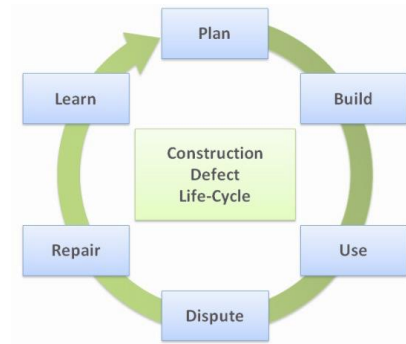 Plan
Build
Use
Dispute
Repair
Learn
Construction
Defect
Life-Cycle